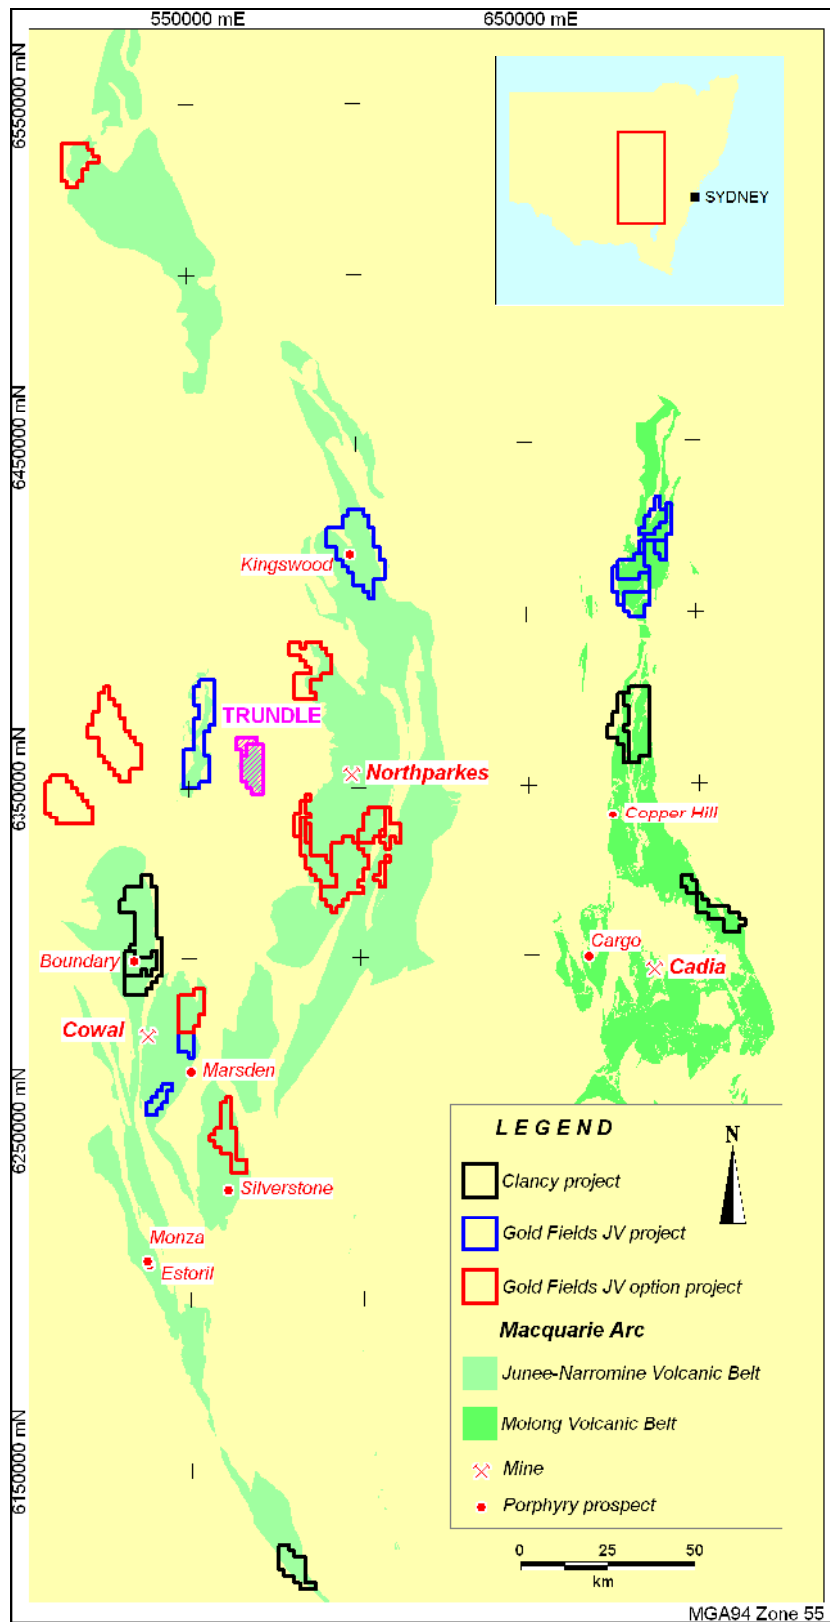 550000 mE
650000 mE
6550000 mN
SYDNEY
6450000 mN
Kingswood
TRUNDLE
6350000 mN
Northparkes
Copper Hill
Boundary
Cargo
Cadia
Cowal
Marsden
6250000 mN
Silverstone
Monza
Estoril
LEGEND
N
Clancy project
Gold Fields JV project
Gold Fields JV option project
Macquarie Arc
Junee-Narromine Volcanic Belt
Molong Volcanic Belt
Mine
Porphyry prospect
6150000 mN
0 25 50
km
MGA94 Zone 55